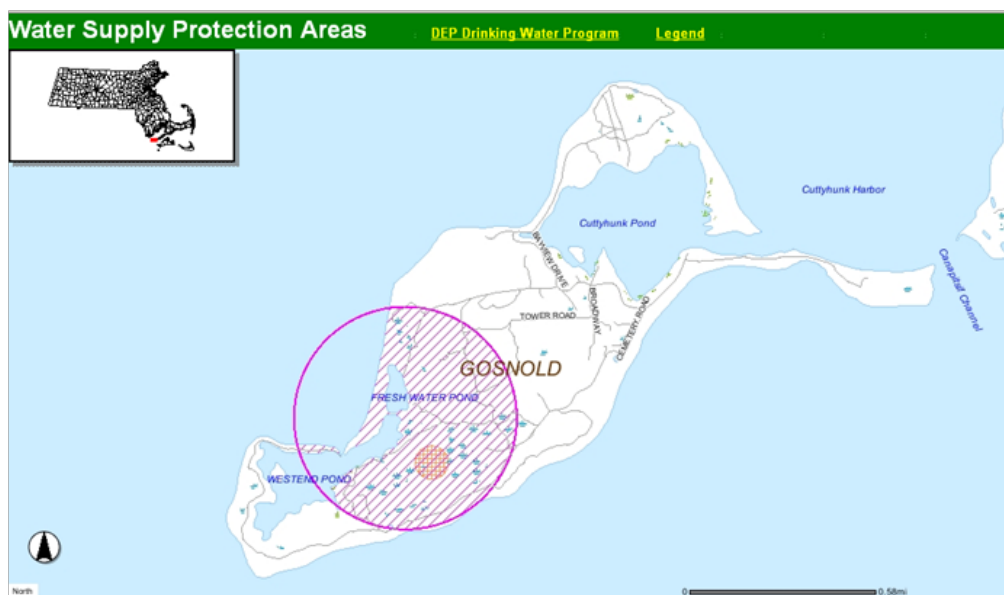 Water Supply Protection Areas
DEP Drinking Water Program
Legend
Cuttyhunk Harbor
Cuttyhunk Pond
BAYVIEW DRIVE
Canapitsit Channel
BROADWAY
TOWER ROAD
CEMETERY ROAD
GOSNOLD
FRESH WATER POND
WESTEND POND
North
0 0.58mi